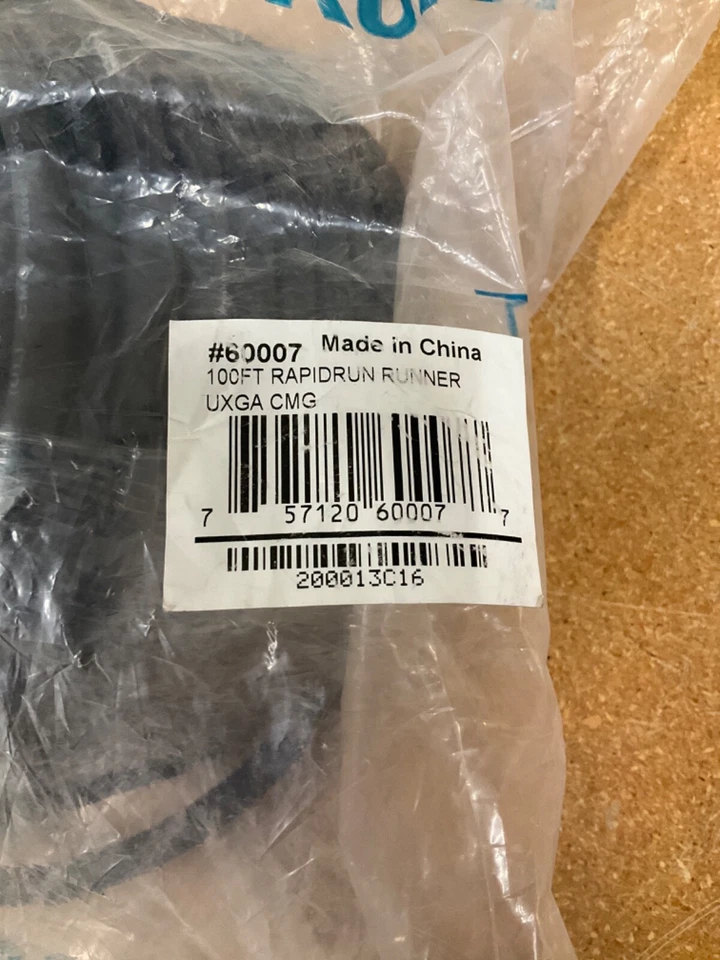 #60007 Made in China
100FT RAPIDRUN RUNNER
UXGA CMG
7 57120 60007 7
200013C16